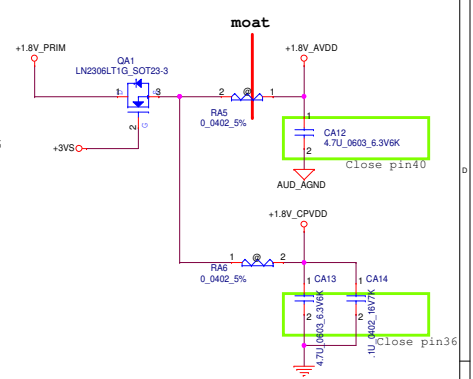 moat
+1.8V_PRIM
+1.8V_AVDD
QA1
LN2306LT1G_SOT23-3
1
3
2
G
+3VS
2
@
1
RA5
0_0402_5%
1
CA12
4.7U_0603_6.3V6K
2
Close pin40
AUD_AGND
D
+1.8V_CPVDD
1
@
2
RA6
0_0402_5%
1
CA13
1
CA14
2
2
4.7U_0603_6.3V6K
.1U_0402_16V7K
Close pin36